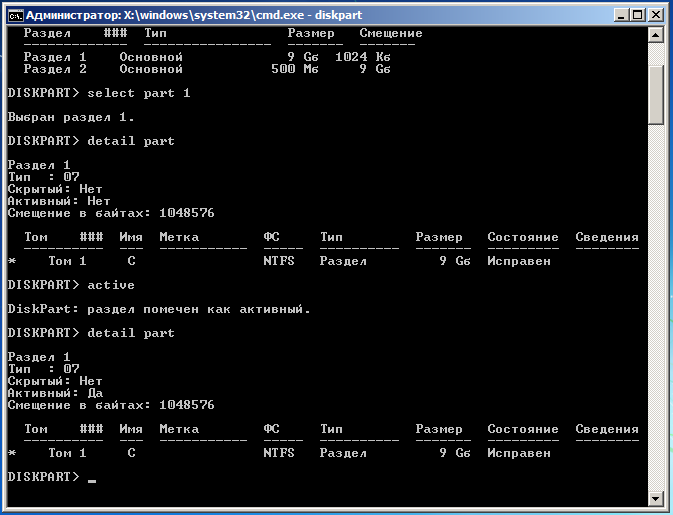 Администратор: X:\windows\system32\cmd.exe - diskpart
Раздел    ###  Тип               Размер   Смещение
-------------  ----------------  -------  --------
Раздел 1    Основной             9 Gб  1024 Kб
Раздел 2    Основной           500 Mб     9 Gб
DISKPART> select part 1
Выбран раздел 1.
DISKPART> detail part
Раздел 1
Тип  : 07
Скрытый: Нет
Активный: Нет
Смещение в байтах: 1048576
Том    ###  Имя  Метка        ФС     Тип         Размер   Состояние  Сведения
----------  ---  -----------  -----  ----------  -------  ---------  --------
*    Том 1     C                NTFS   Раздел         9 Gб  Исправен
DISKPART> active
DiskPart: раздел помечен как активный.
DISKPART> detail part
Раздел 1
Тип  : 07
Скрытый: Нет
Активный: Да
Смещение в байтах: 1048576
Том    ###  Имя  Метка        ФС     Тип         Размер   Состояние  Сведения
----------  ---  -----------  -----  ----------  -------  ---------  --------
*    Том 1     C                NTFS   Раздел         9 Gб  Исправен
DISKPART> _